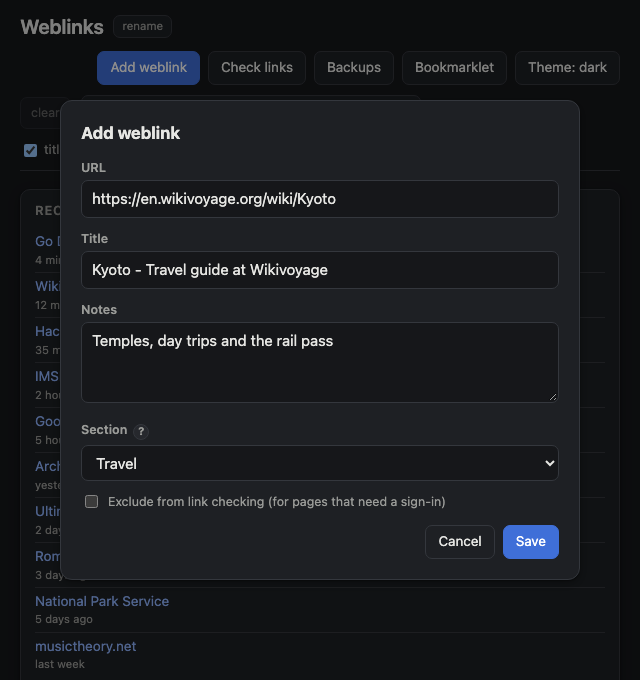 Weblinks rename
Add weblink Check links Backups Bookmarklet Theme: dark
Add weblink
URL
https://en.wikivoyage.org/wiki/Kyoto
Title
Kyoto - Travel guide at Wikivoyage
Notes
Temples, day trips and the rail pass
Section ?
Travel
Exclude from link checking (for pages that need a sign-in)
Cancel Save
National Park Service
5 days ago
musictheory.net
last week